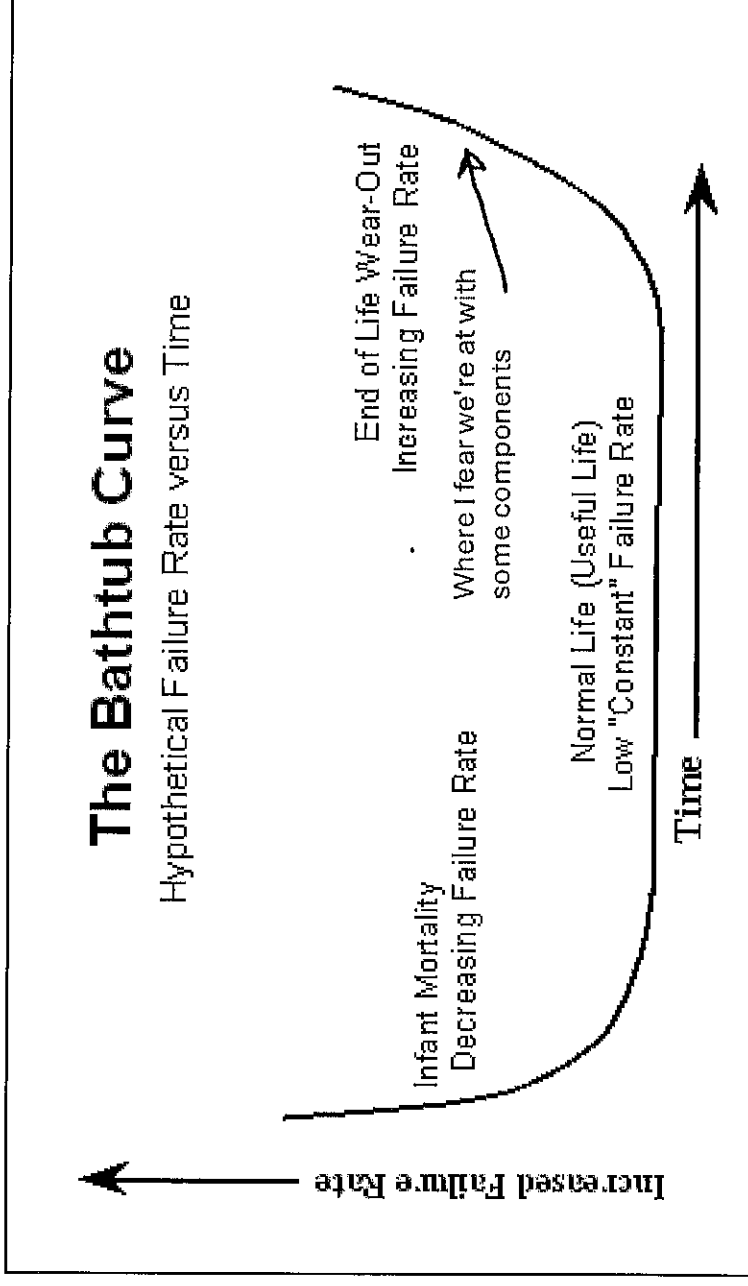 The Bathtub Curve
Hypothetical Failure Rate versus Time
End of Life Wear-Out
Increasing Failure Rate
Infant Mortality
Decreasing Failure Rate
Where I fear we're at with
some components
Normal Life (Useful Life)
Low "Constant" Failure Rate
Time
Increased Failure Rate